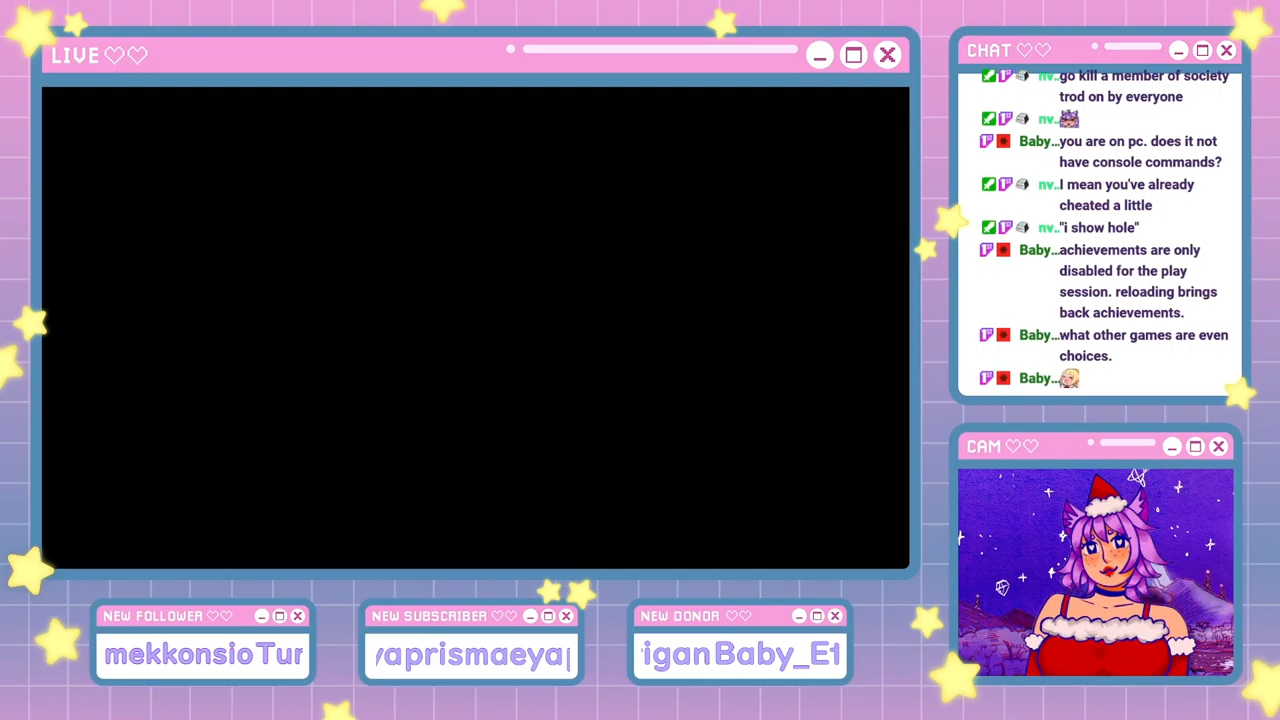 LIVE
CHAT
nv.. go kill a member of society
trod on by everyone
nv..
Baby... you are on pc. does it not
have console commands?
nv.. I mean you've already
cheated a little
nv.. "i show hole"
Baby... achievements are only
disabled for the play
session. reloading brings
back achievements.
Baby... what other games are even
choices.
Baby...
CAM
NEW FOLLOWER
mekkonsioTur
NEW SUBSCRIBER
yaprismaeyap
NEW DONOR
iganBaby_E1